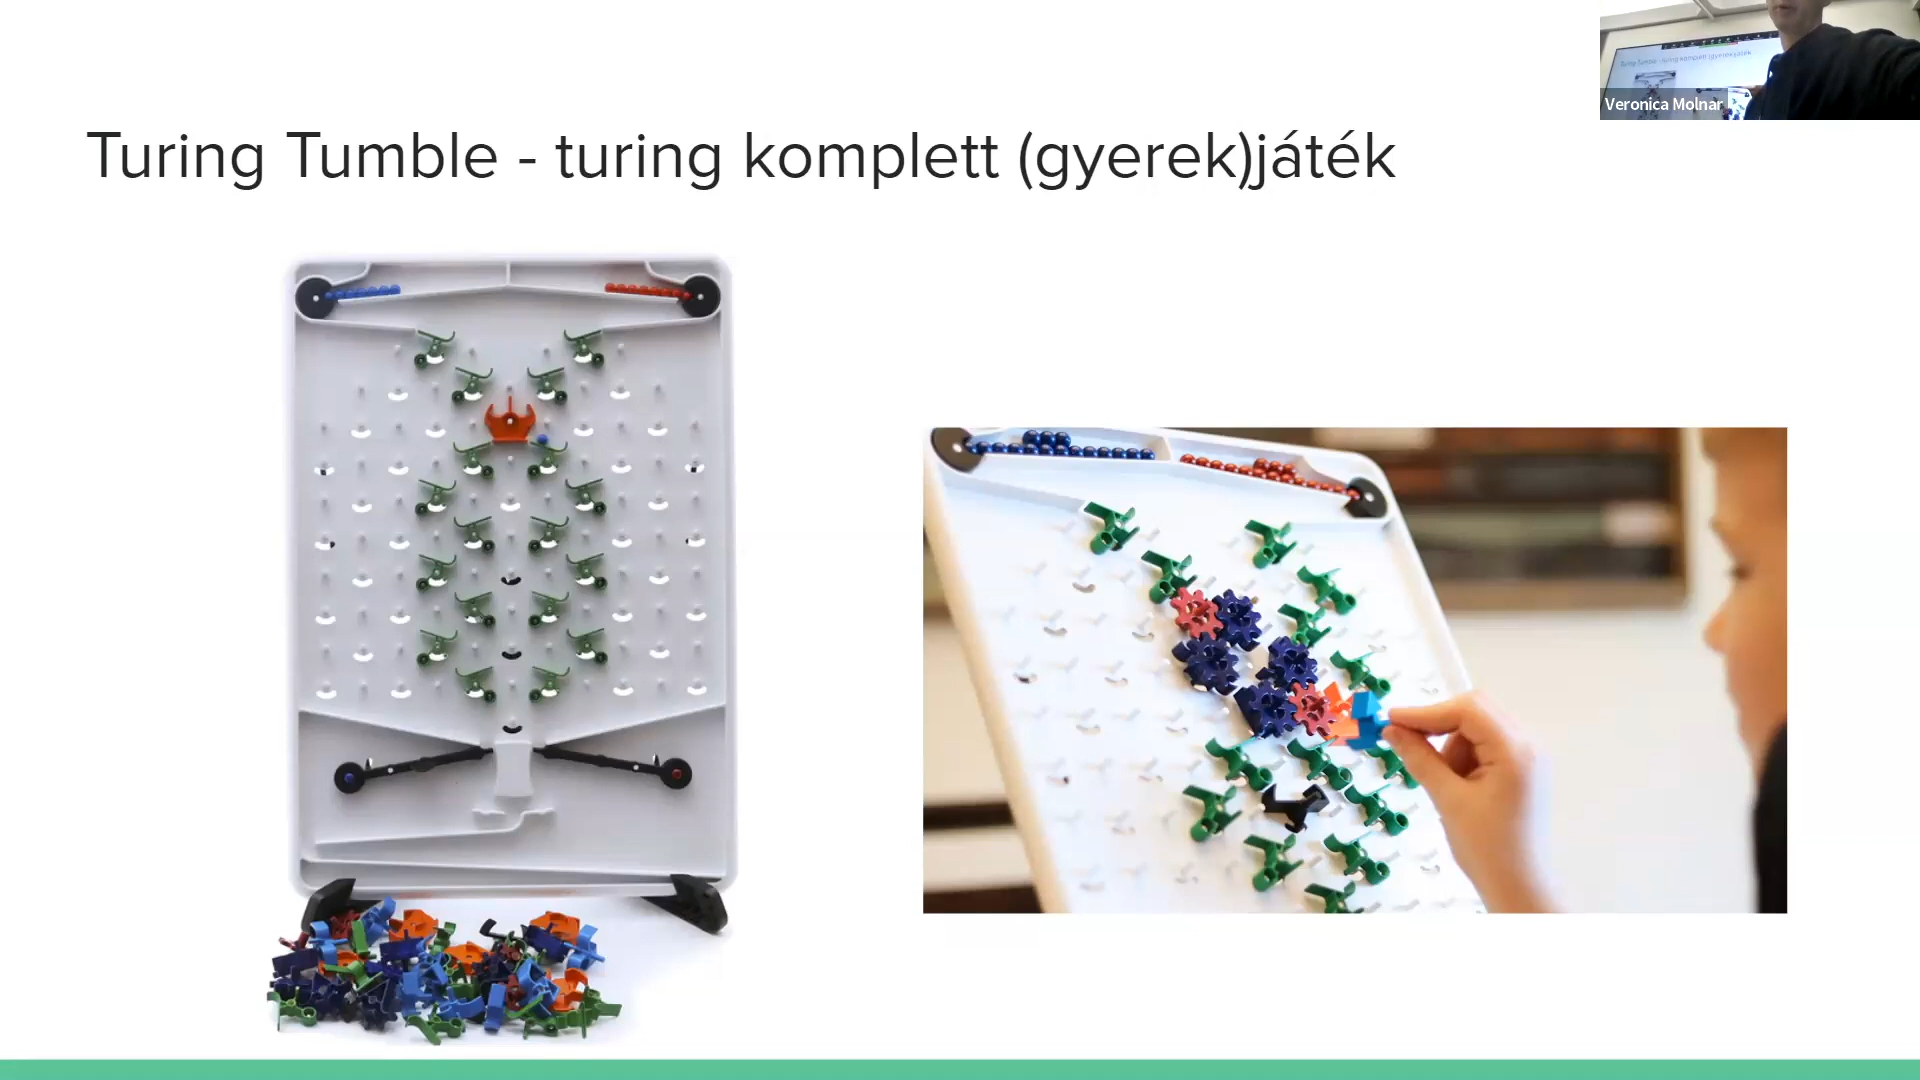 Turing Tumble - turing komplett (gyerek)játék
Veronica Molnar